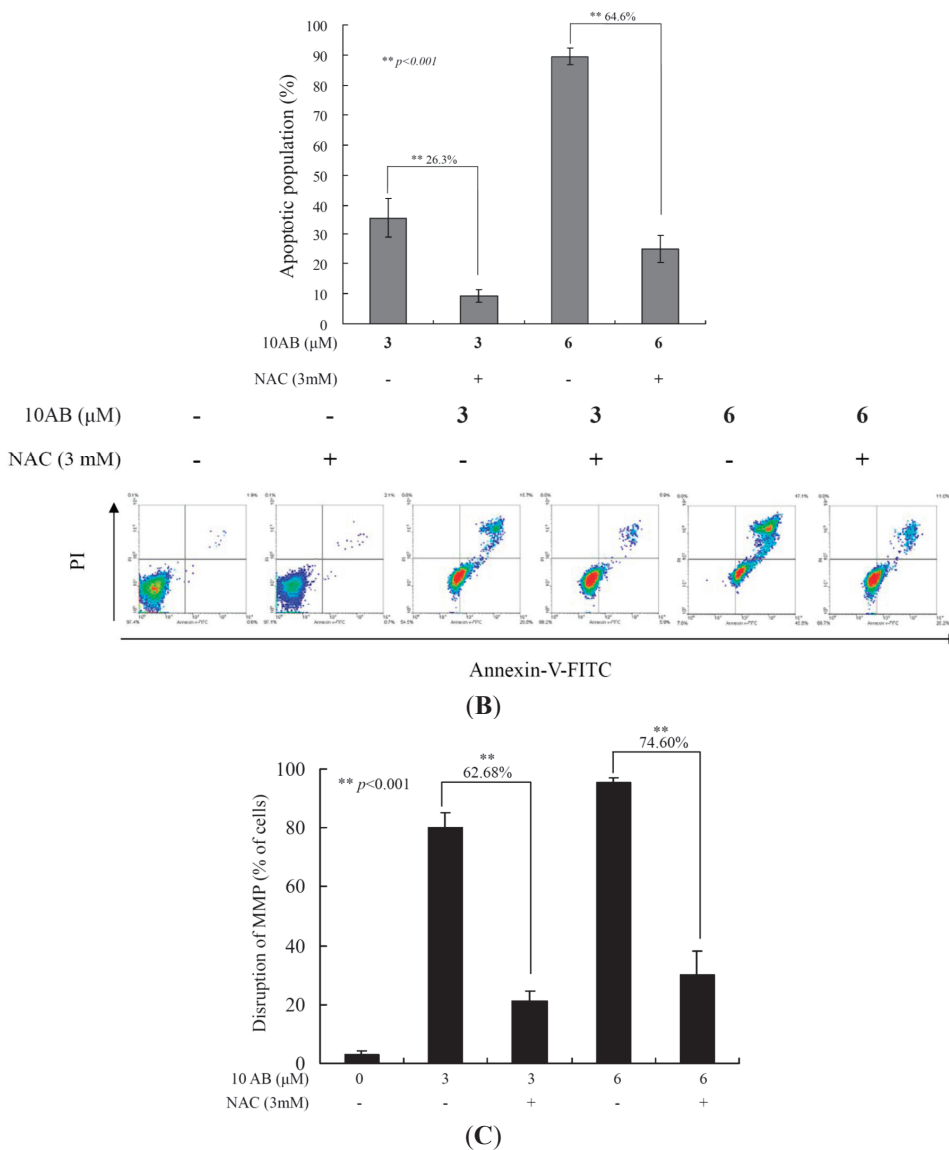 ** 64.6%
100
90
80
70
60
50
40
30
20
10
0
Apoptotic population (%)
** p<0.001
** 26.3%
10AB (μM) 3 3 6 6
NAC (3mM) - + - +
10AB (μM) - - 3 3 6 6
NAC (3 mM) - + - + - +
PI
Annexin-V-FITC
(B)
** 74.60%
** 62.68%
** p<0.001
100
80
60
40
20
0
Disruption of MMP (% of cells)
10 AB (μM) 0 3 3 6 6
NAC (3mM) - - + - +
(C)